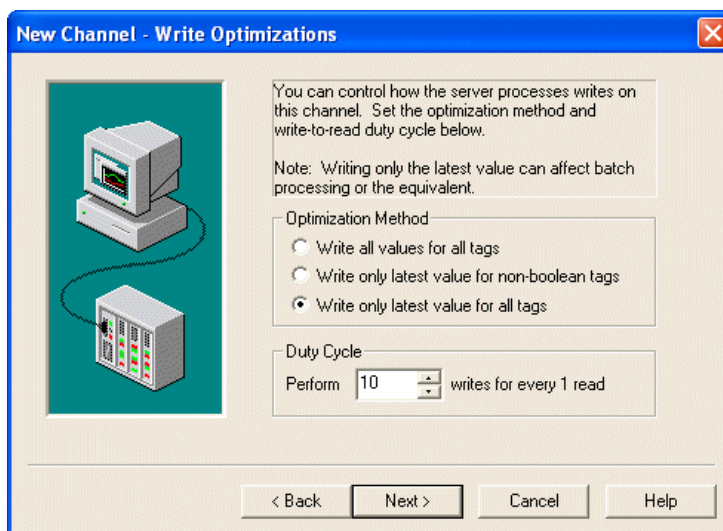 New Channel - Write Optimizations
You can control how the server processes writes on
this channel.  Set the optimization method and
write-to-read duty cycle below.
Note:  Writing only the latest value can affect batch
processing or the equivalent.
Optimization Method
Write all values for all tags
Write only latest value for non-boolean tags
Write only latest value for all tags
Duty Cycle
Perform 10 writes for every 1 read
< Back Next > Cancel Help